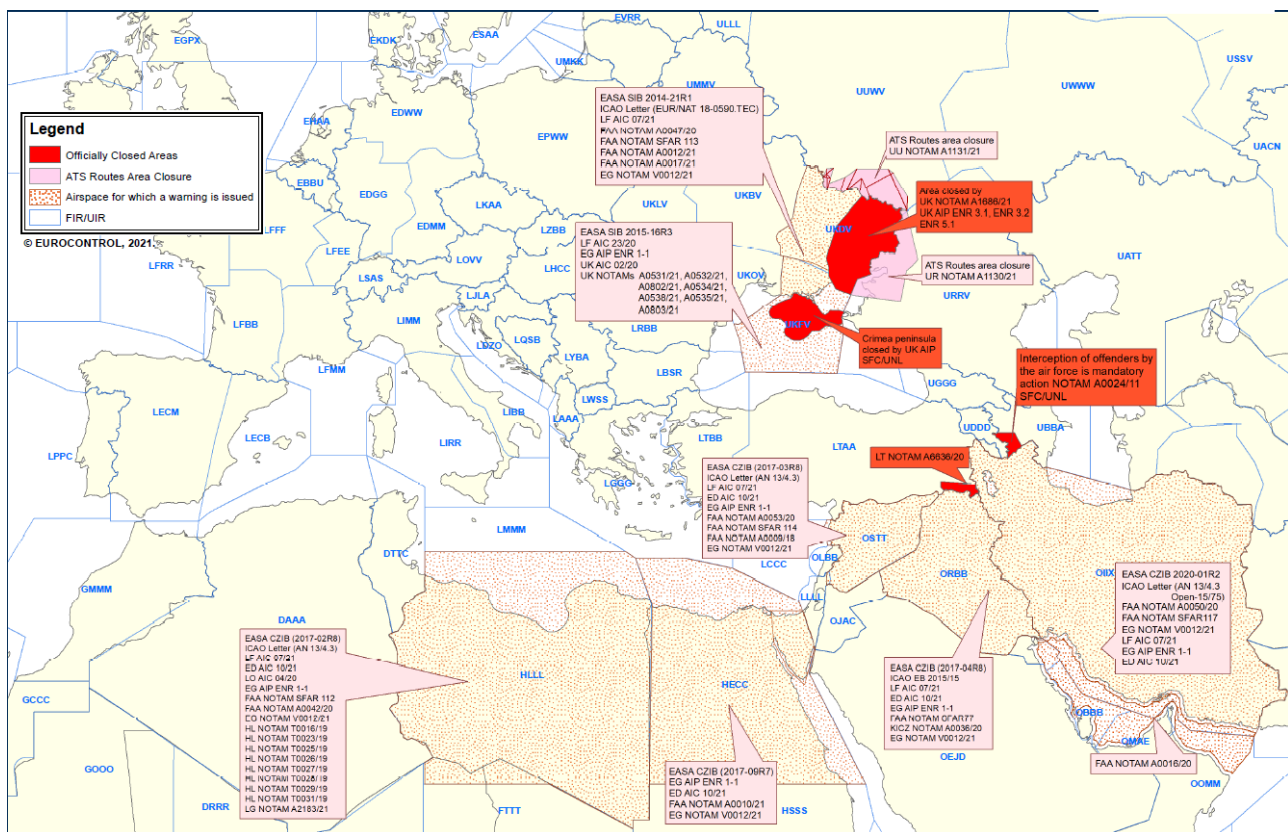 EGPX
EKDK
ESAA
EVRR
ULLL
UMKK
UMMV
UUWV
UWWW
USSV
UACN
Legend
Officially Closed Areas
ATS Routes Area Closure
Airspace for which a warning is issued
FIR/UIR
© EUROCONTROL, 2021.
EHAA
EDWW
EPWW
EBBU
EDGG
LKAA
UKLV
UKBV
LFFF
LFEE
EDMM
LZBB
LOVV
LHCC
UKOV
LFRR
LSAS
LJLA
LFBB
LIMM
LDZO
LQSB
LRBB
UKDV
UATT
URRV
LFMM
LYBA
LBSR
UKFV
LECM
LIBB
LWSS
LAAA
UGGG
LECB
LPPC
LIRR
LTBB
LTAA
UDDD
UBBA
LGGG
EASA SIB 2014-21R1
ICAO Letter (EUR/NAT 18-0590.TEC)
LF AIC 07/21
FAA NOTAM A0047/20
FAA NOTAM SFAR 113
FAA NOTAM A0012/21
FAA NOTAM A0017/21
EG NOTAM V0012/21
ATS Routes area closure
UU NOTAM A1131/21
Area closed by
UK NOTAM A1686/21
UK AIP ENR 3.1, ENR 3.2
ENR 5.1
EASA SIB 2015-16R3
LF AIC 23/20
EG AIP ENR 1-1
UK AIC 02/20
UK NOTAMs A0531/21, A0532/21,
A0802/21, A0534/21,
A0538/21, A0535/21,
A0803/21
ATS Routes area closure
UR NOTAM A1130/21
Crimea peninsula
closed by UK AIP
SFC/UNL
Interception of offenders by
the air force is mandatory
action NOTAM A0024/11
SFC/UNL
LT NOTAM A6636/20
EASA CZIB (2017-03R8)
ICAO Letter (AN 13/4.3)
LF AIC 07/21
ED AIC 10/21
EG AIP ENR 1-1
FAA NOTAM A0053/20
FAA NOTAM SFAR 114
FAA NOTAM A0009/18
EG NOTAM V0012/21
LMMM
DTTC
LCCC
OLBB
LLLL
OSTT
ORBB
OIIX
OJAC
GMMM
DAAA
HLLL
HECC
EASA CZIB 2020-01R2
ICAO Letter (AN 13/4.3
Open-15/75)
FAA NOTAM A0050/20
FAA NOTAM SFAR117
EG NOTAM V0012/21
LF AIC 07/21
EG AIP ENR 1-1
ED AIC 10/21
EASA CZIB (2017-02R8)
ICAO Letter (AN 13/4.3)
LF AIC 07/21
ED AIC 10/21
LO AIC 04/20
EG AIP ENR 1-1
FAA NOTAM SFAR 112
FAA NOTAM A0042/20
EG NOTAM V0012/21
HL NOTAM T0016/19
HL NOTAM T0023/19
HL NOTAM T0025/19
HL NOTAM T0026/19
HL NOTAM T0027/19
HL NOTAM T0028/19
HL NOTAM T0029/19
HL NOTAM T0031/19
LG NOTAM A2183/21
EASA CZIB (2017-04R8)
ICAO EB 2015/15
LF AIC 07/21
ED AIC 10/21
EG AIP ENR 1-1
FAA NOTAM SFAR77
KICZ NOTAM A0036/20
EG NOTAM V0012/21
EASA CZIB (2017-09R7)
EG AIP ENR 1-1
ED AIC 10/21
FAA NOTAM A0010/21
EG NOTAM V0012/21
GCCC
GOOO
DRRR
FTTT
HSSS
OEJD
OBBB
OMAE
OOMM
FAA NOTAM A0016/20